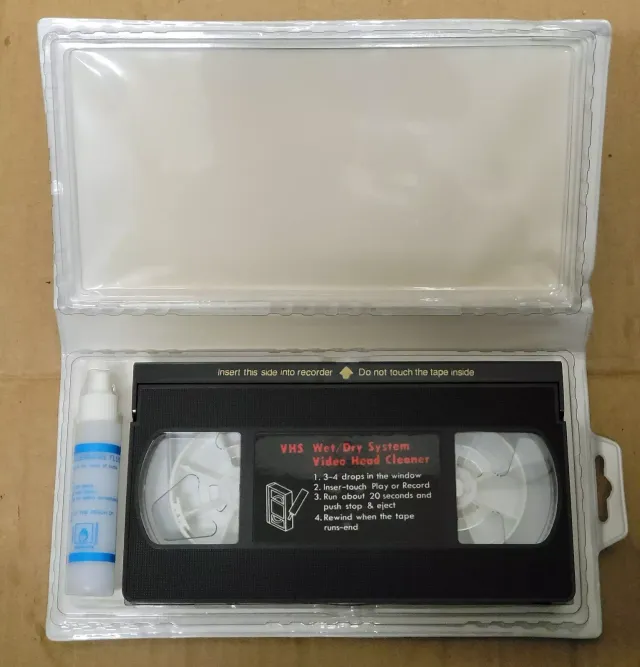 Insert this side into recorder Do not touch the tape inside
VHS Wet/Dry System
Video Head Cleaner
1. 3-4 drops in the window
2. Inser-touch Play or Record
3. Run about 20 seconds and
push stop & eject
4. Rewind when the tape
runs-end